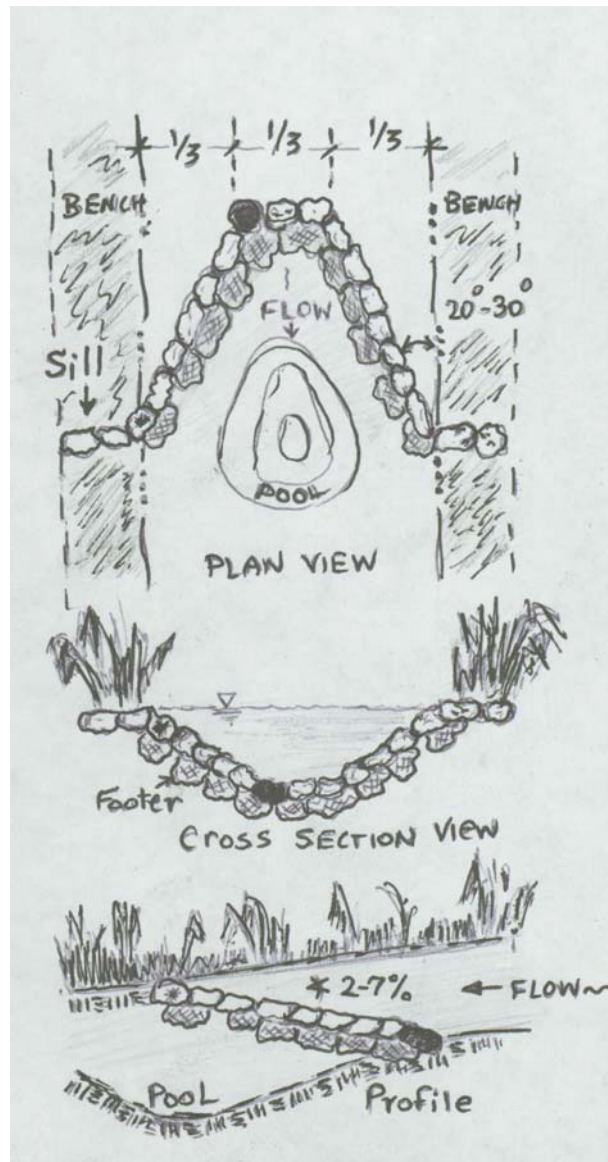 1/3 1/3 1/3
BENCH BENCH
FLOW 20°-30°
Sill
POOL
PLAN VIEW
Footer
CROSS SECTION VIEW
* 2-7% ← FLOW~
POOL Profile